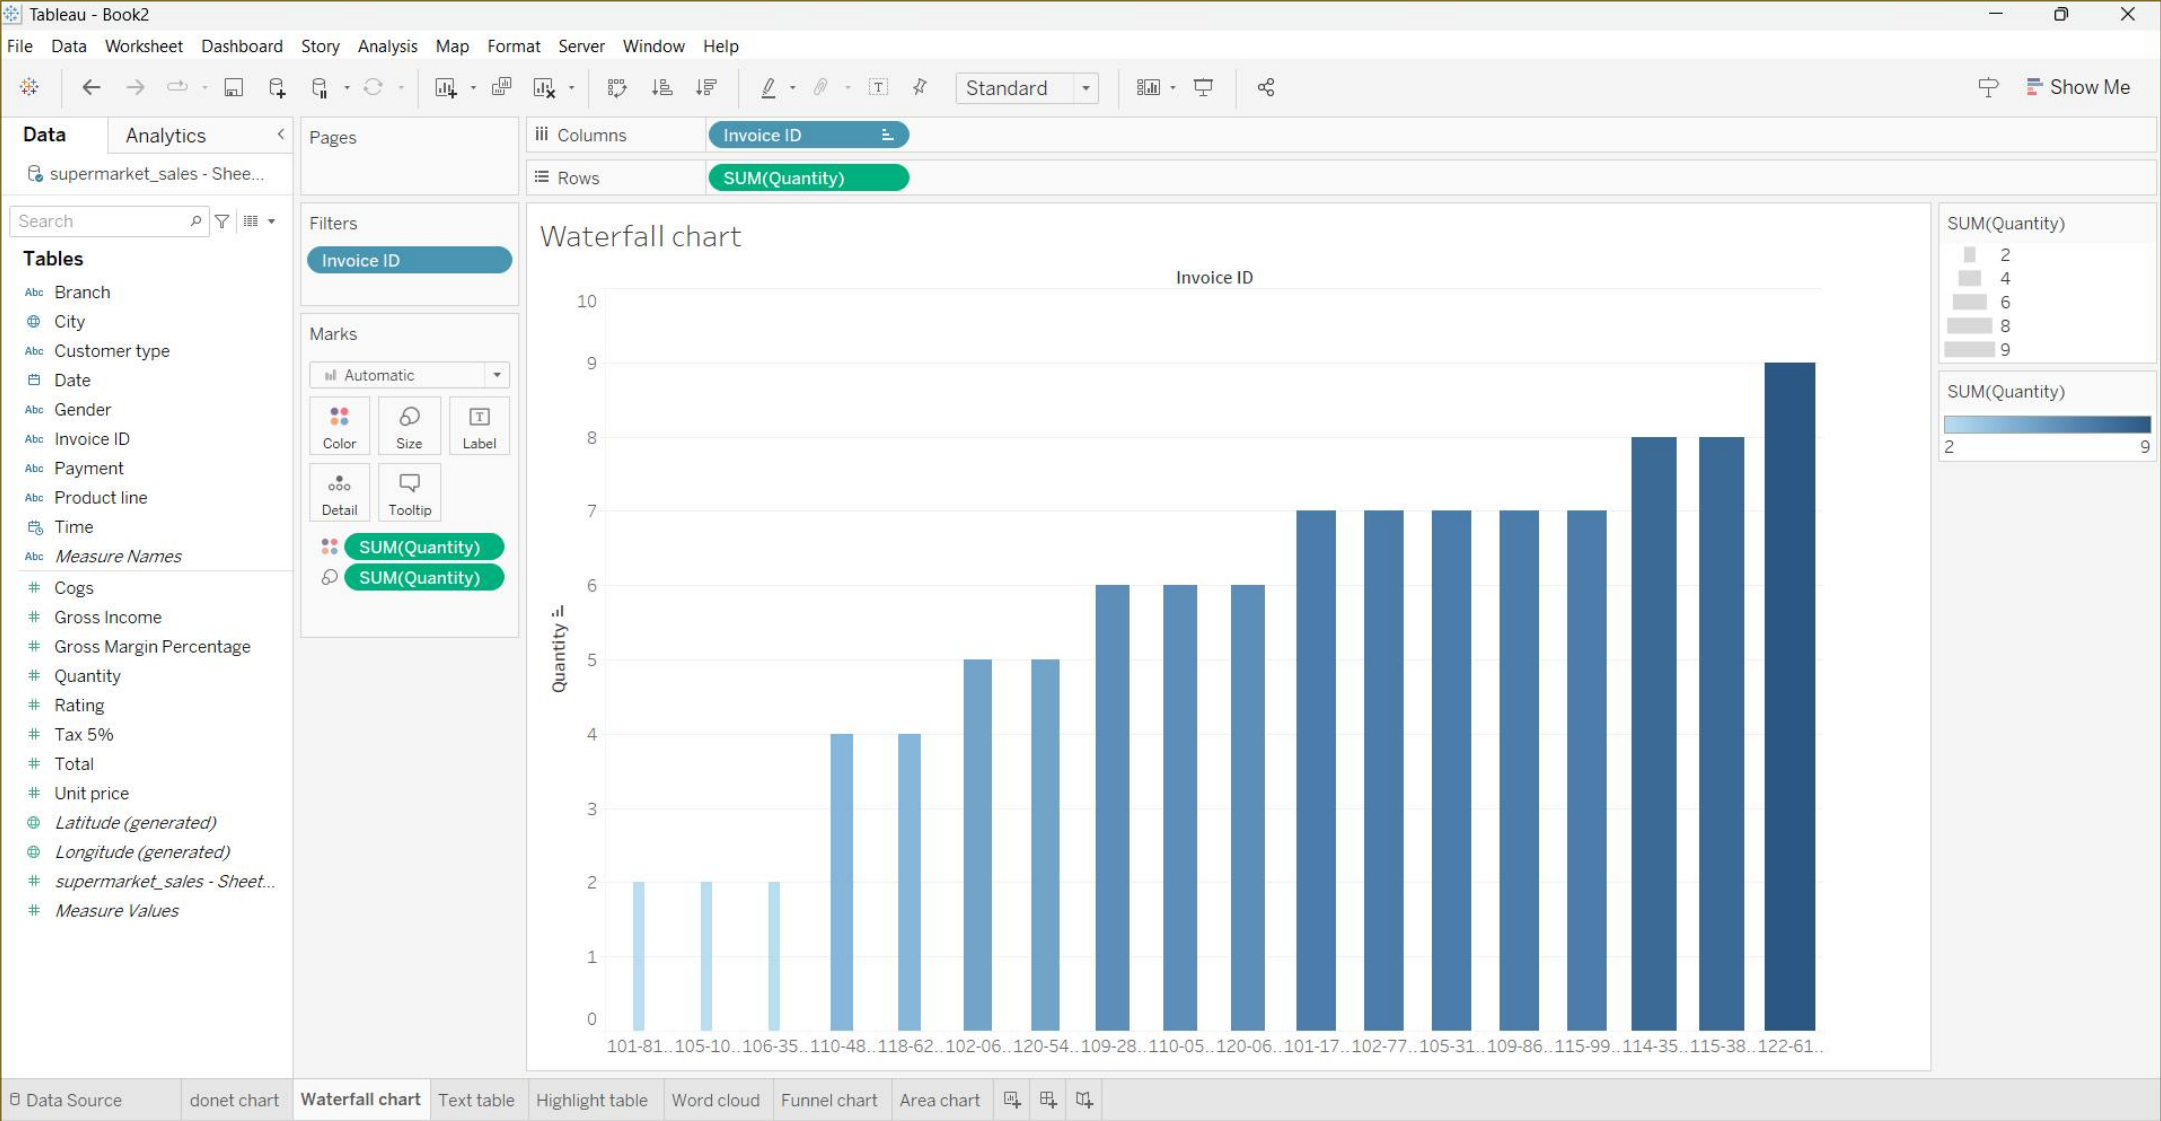 Tableau - Book2
File Data Worksheet Dashboard Story Analysis Map Format Server Window Help
Standard
Show Me
Data
Analytics
supermarket_sales - Shee...
Search
Tables
Abc Branch
City
Abc Customer type
Date
Abc Gender
Abc Invoice ID
Abc Payment
Abc Product line
Time
Abc Measure Names
# Cogs
# Gross Income
# Gross Margin Percentage
# Quantity
# Rating
# Tax 5%
# Total
# Unit price
Latitude (generated)
Longitude (generated)
# supermarket_sales - Sheet...
# Measure Values
Pages
Filters
Invoice ID
Marks
Automatic
Color
Size
T
Label
Detail
Tooltip
SUM(Quantity)
SUM(Quantity)
iii Columns
Invoice ID
Rows
SUM(Quantity)
Waterfall chart
Invoice ID
10
9
8
7
6
5
4
3
2
1
0
Quantity
101-81.. 105-10.. 106-35.. 110-48.. 118-62.. 102-06.. 120-54.. 109-28.. 110-05.. 120-06.. 101-17.. 102-77.. 105-31.. 109-86.. 115-99.. 114-35.. 115-38.. 122-61..
SUM(Quantity)
2
4
6
8
9
SUM(Quantity)
2 9
Data Source
donet chart
Waterfall chart
Text table
Highlight table
Word cloud
Funnel chart
Area chart